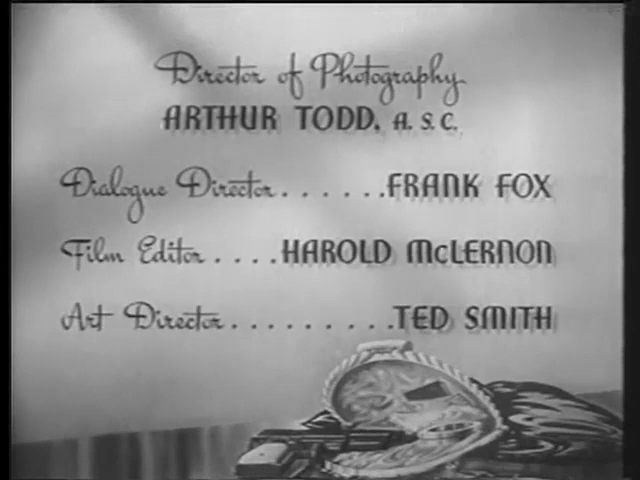 Director of Photography
ARTHUR TODD, A. S. C.
Dialogue Director......FRANK FOX
Film Editor....HAROLD McLERNON
Art Director..........TED SMITH